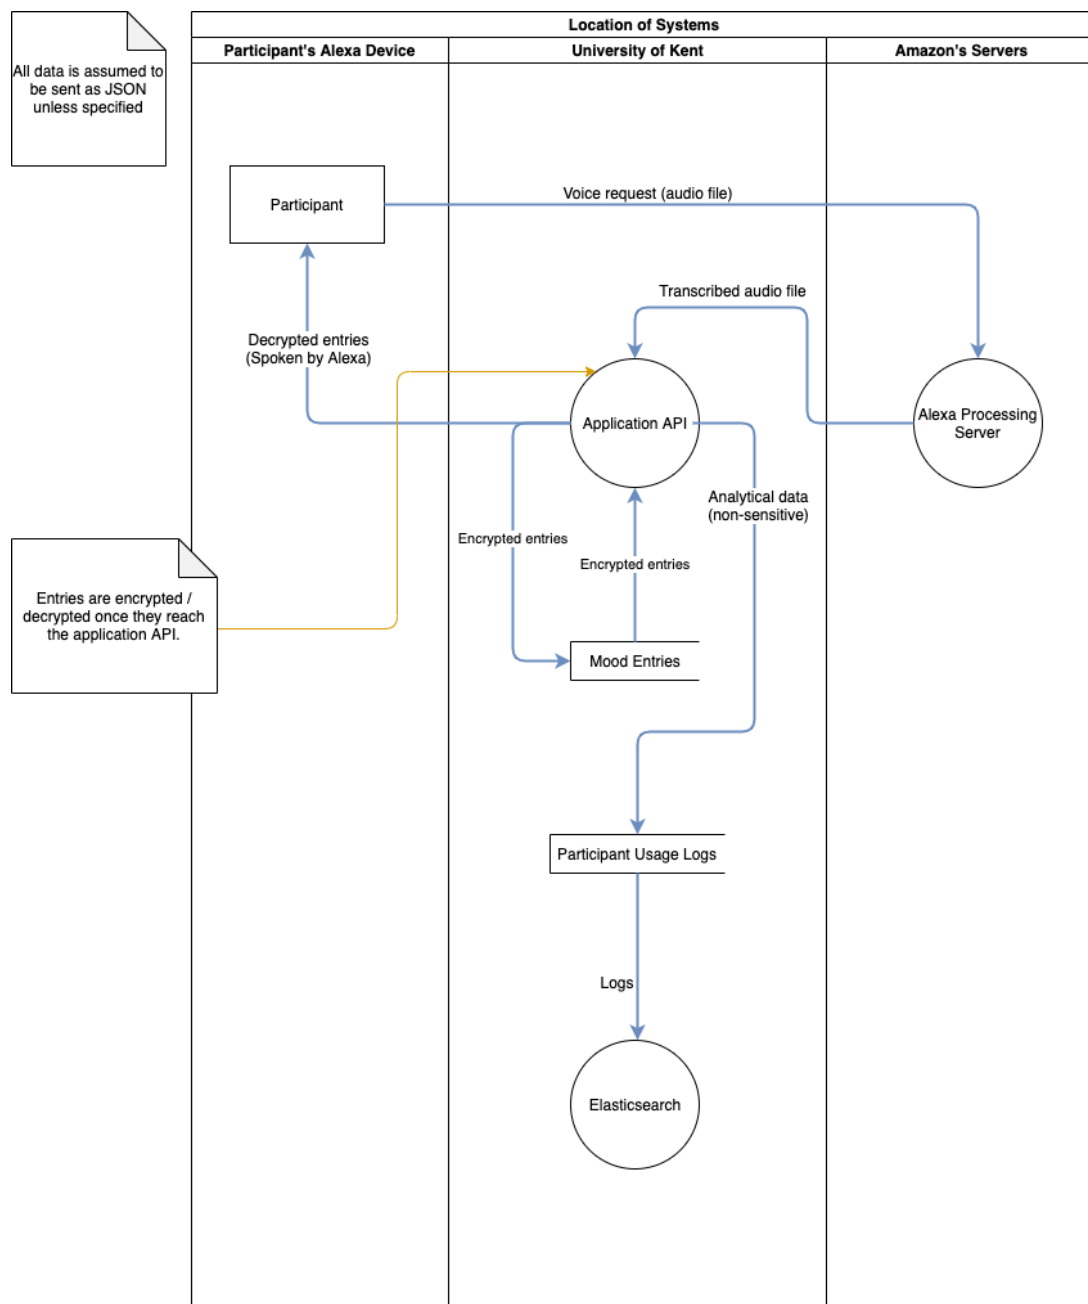 Location of Systems
Participant's Alexa Device
University of Kent
Amazon's Servers
All data is assumed to
be sent as JSON
unless specified
Participant
Voice request (audio file)
Transcribed audio file
Decrypted entries
(Spoken by Alexa)
Application API
Alexa Processing
Server
Analytical data
(non-sensitive)
Encrypted entries
Encrypted entries
Entries are encrypted /
decrypted once they reach
the application API.
Mood Entries
Participant Usage Logs
Logs
Elasticsearch